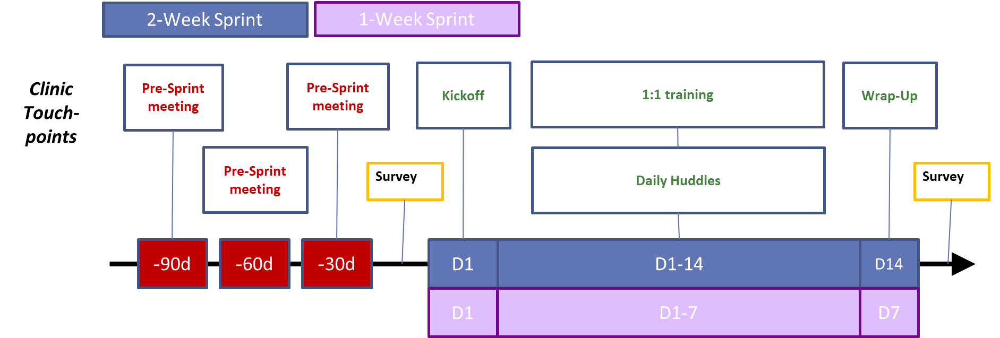 2-Week Sprint
1-Week Sprint
Clinic
Touch-
points
Pre-Sprint
meeting
Pre-Sprint
meeting
Kickoff
1:1 training
Wrap-Up
Pre-Sprint
meeting
Survey
Daily Huddles
Survey
-90d
-60d
-30d
D1
D1-14
D14
D1
D1-7
D7